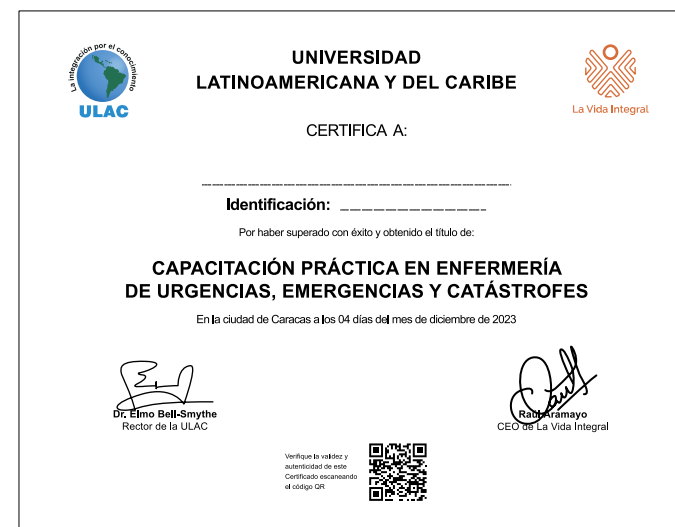 La integración por el conocimiento
ULAC
UNIVERSIDAD
LATINOAMERICANA Y DEL CARIBE
La Vida Integral
CERTIFICA A:
Identificación:
Por haber superado con éxito y obtenido el título de:
CAPACITACIÓN PRÁCTICA EN ENFERMERÍA
DE URGENCIAS, EMERGENCIAS Y CATÁSTROFES
En la ciudad de Caracas a los 04 días del mes de diciembre de 2023
Dr. Elmo Bell-Smythe
Rector de la ULAC
Raúl Aramayo
CEO de La Vida Integral
Verifique la validez y
autenticidad de este
Certificado escaneando
el código QR